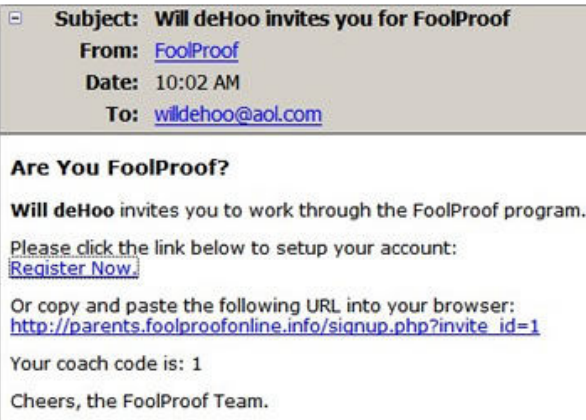 Subject: Will deHoo invites you for FoolProof
From: FoolProof
Date: 10:02 AM
To: willdehoo@aol.com
Are You FoolProof?
Will deHoo invites you to work through the FoolProof program.
Please click the link below to setup your account:
Register Now.
Or copy and paste the following URL into your browser:
http://parents.foolproofonline.info/signup.php?invite_id=1
Your coach code is: 1
Cheers, the FoolProof Team.